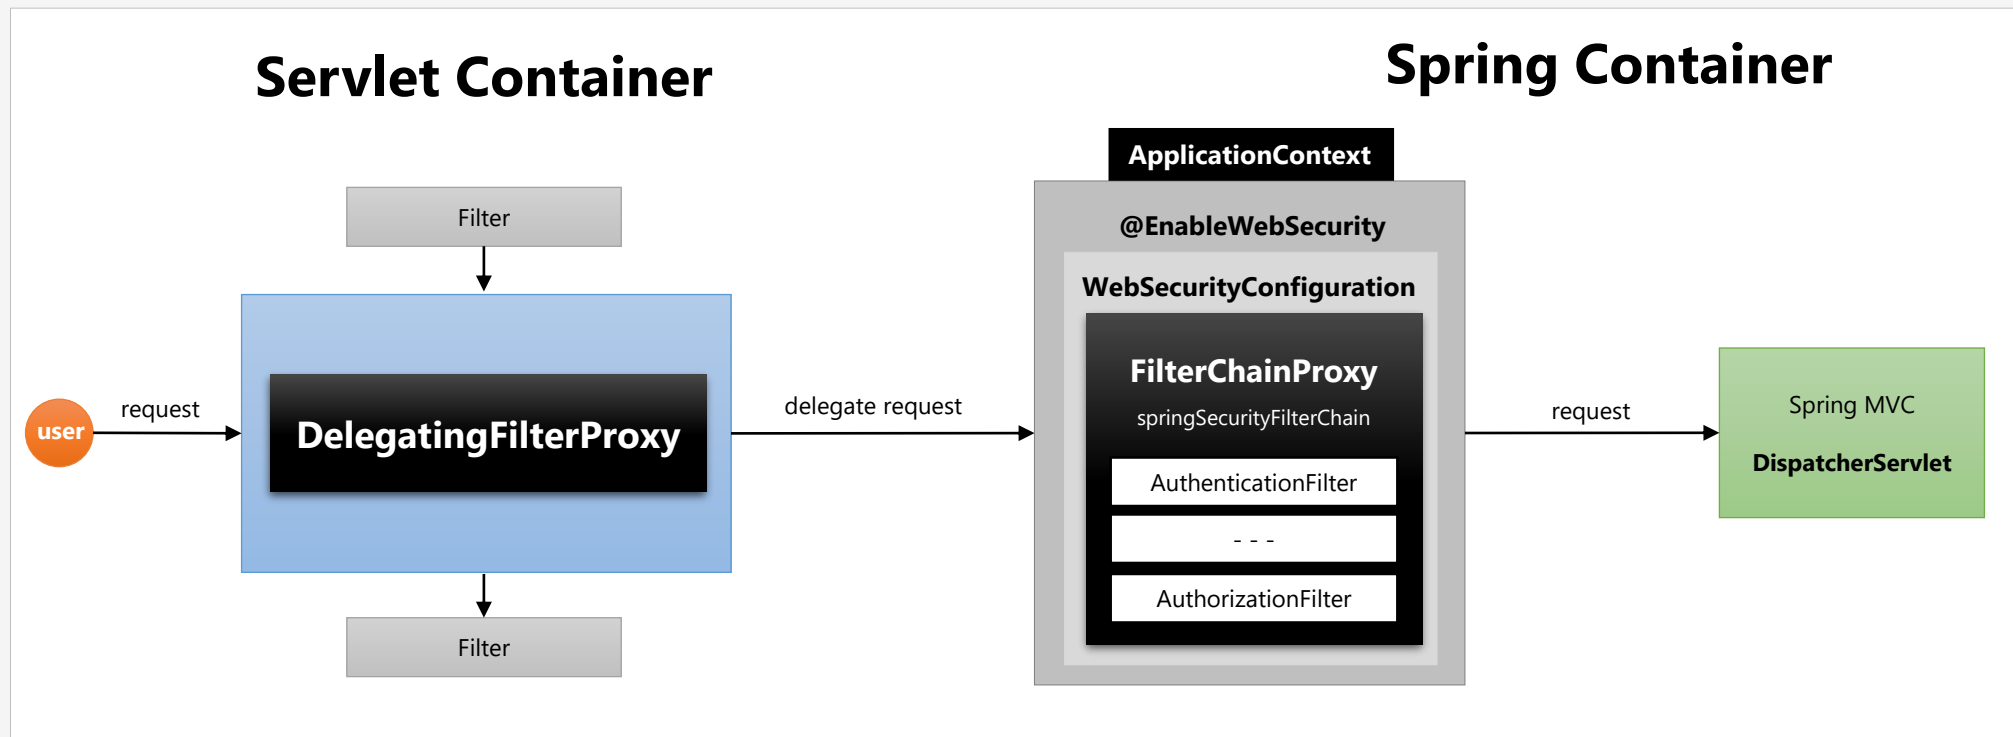 Servlet Container
Spring Container
Filter
user
request
DelegatingFilterProxy
Filter
delegate request
ApplicationContext
@EnableWebSecurity
WebSecurityConfiguration
FilterChainProxy
springSecurityFilterChain
AuthenticationFilter
- - -
AuthorizationFilter
request
Spring MVC
DispatcherServlet